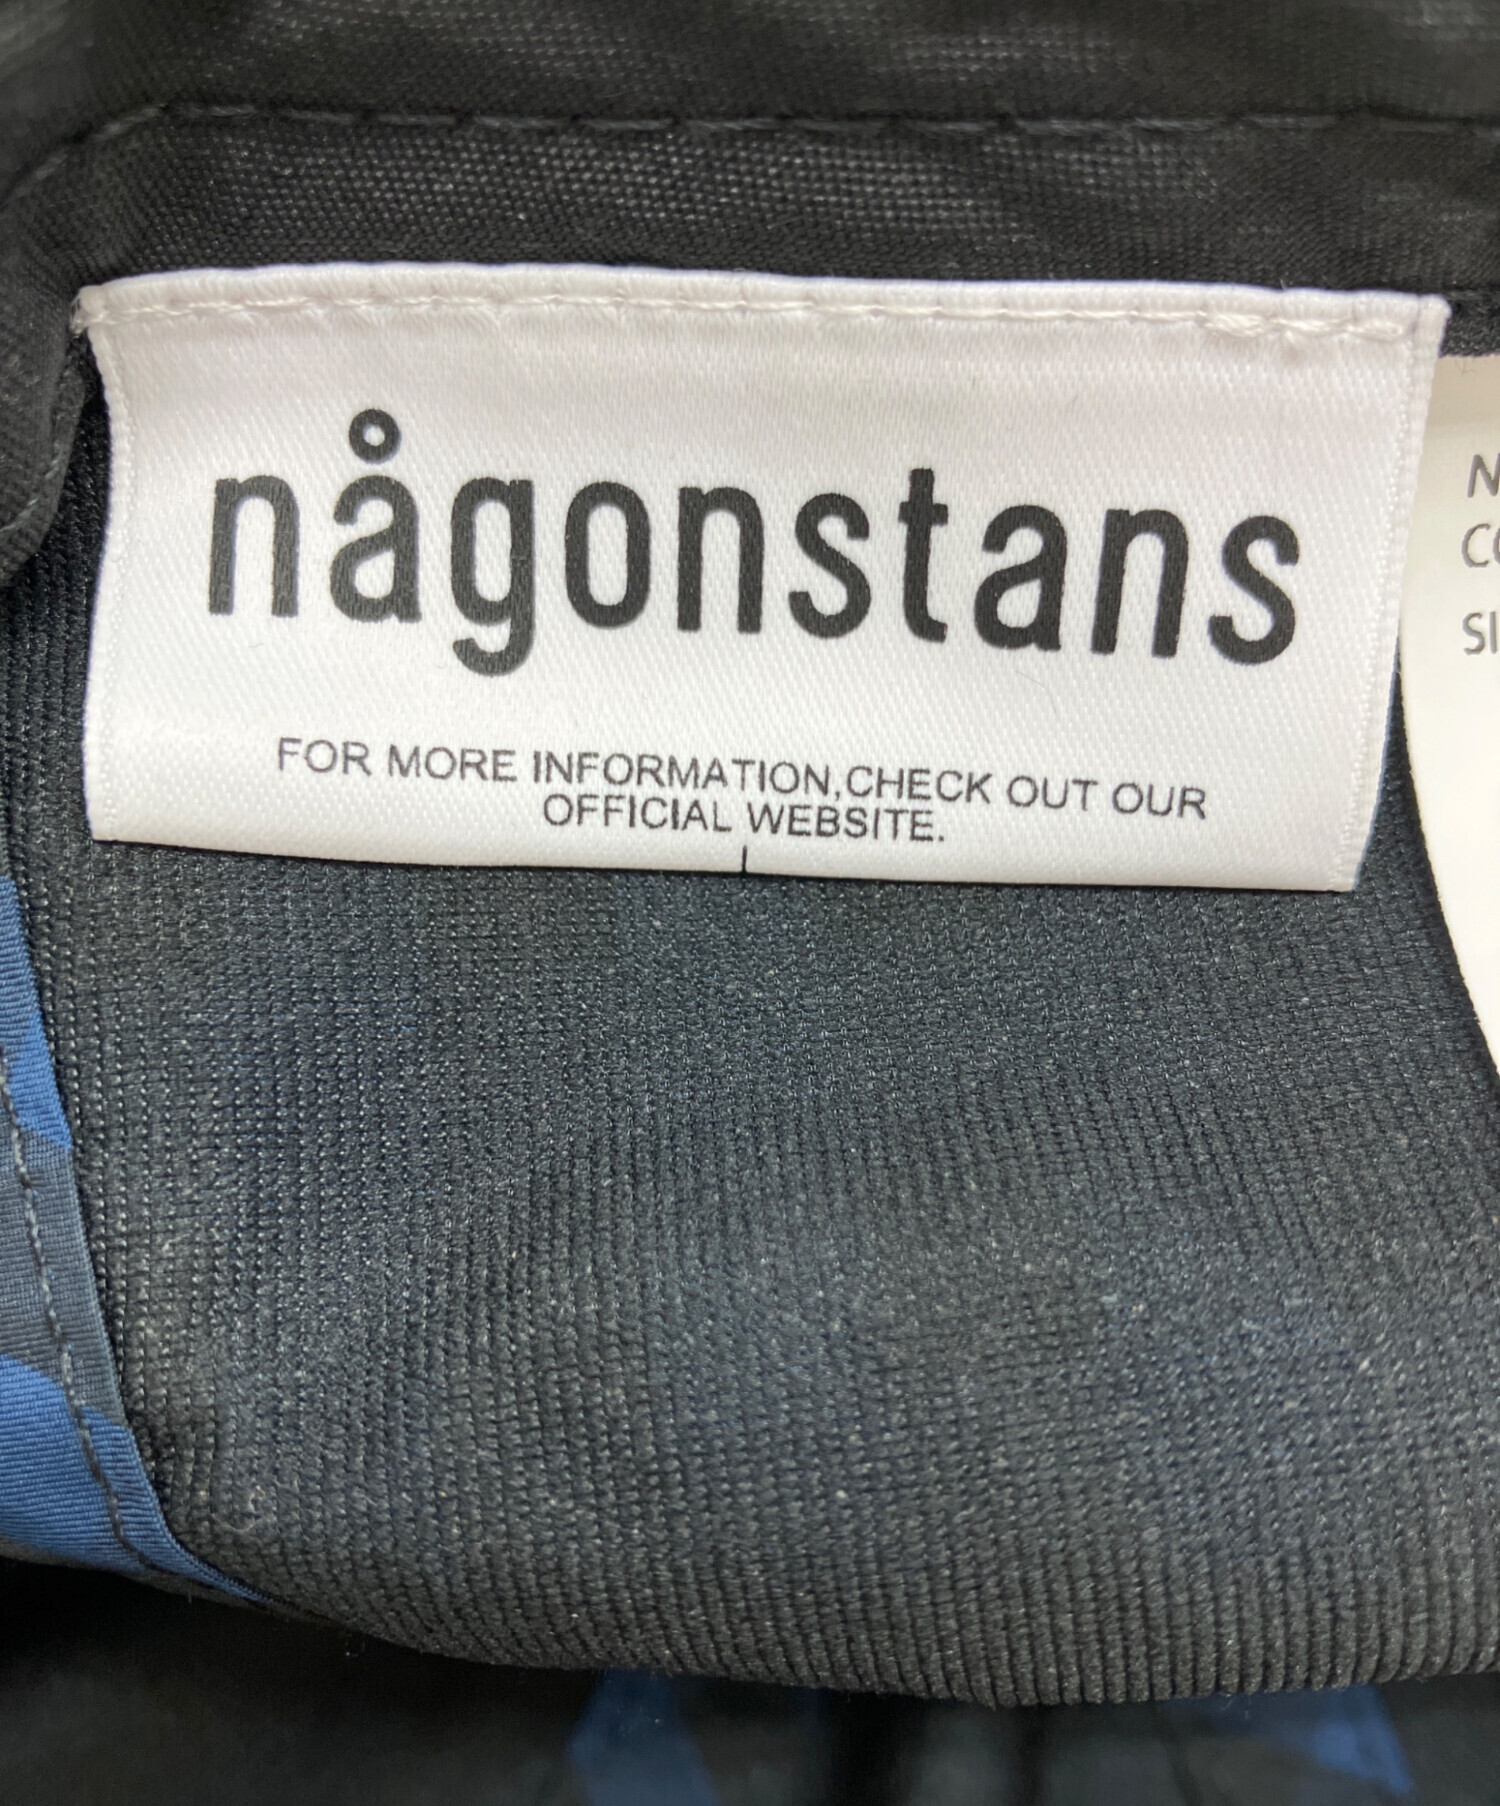 någonstans
FOR MORE INFORMATION,CHECK OUT OUR
OFFICIAL WEBSITE.